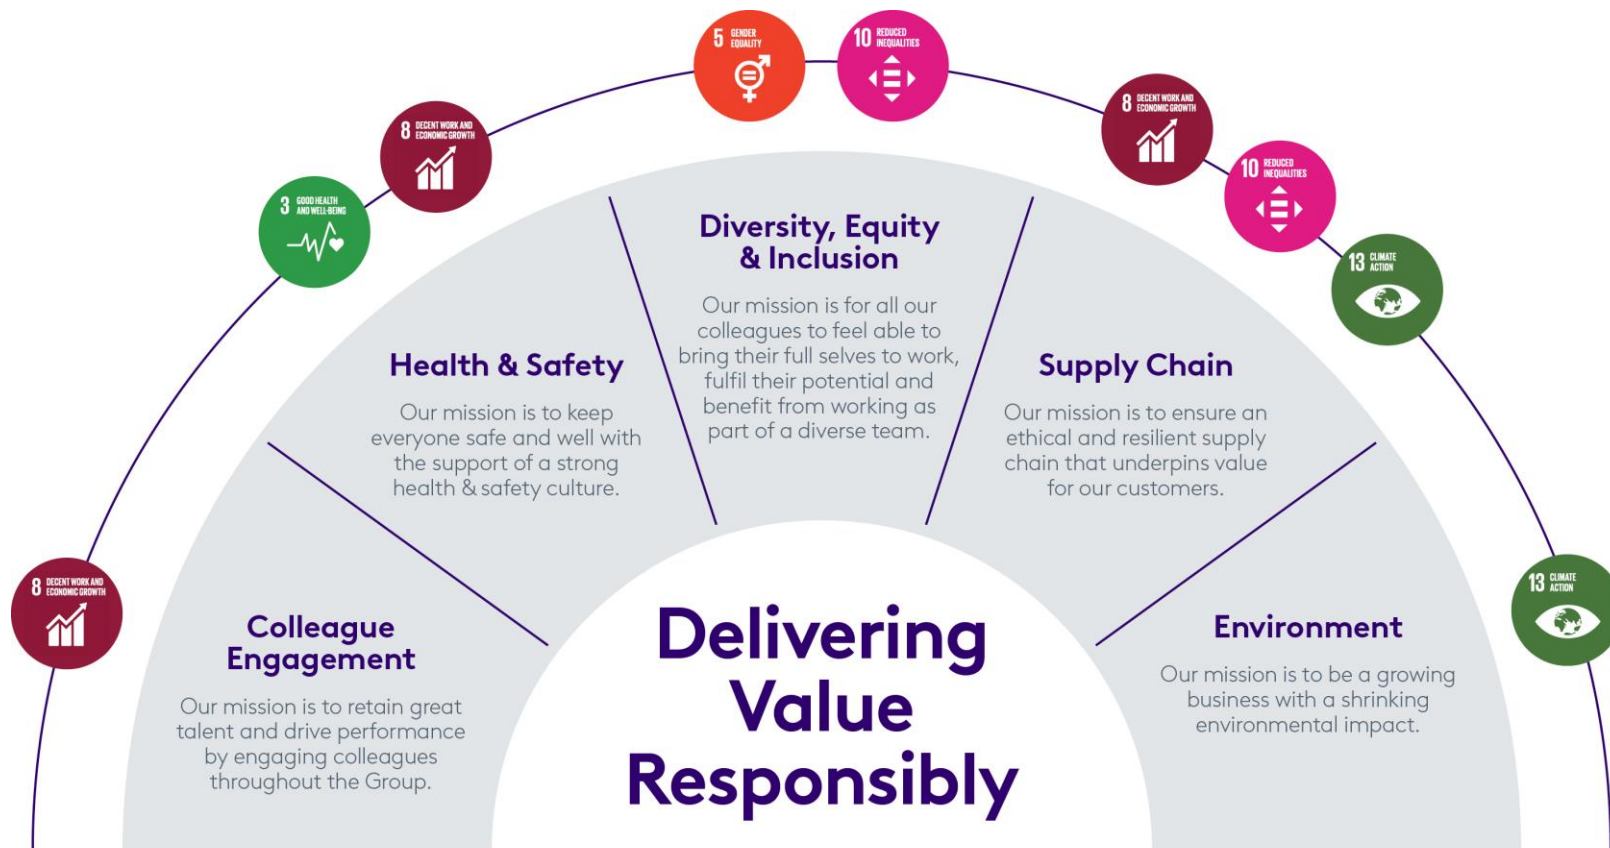 5 GENDER
EQUALITY
10 REDUCED
INEQUALITIES
8 DECENT WORK AND
ECONOMIC GROWTH
8 DECENT WORK AND
ECONOMIC GROWTH
10 REDUCED
INEQUALITIES
3 GOOD HEALTH
AND WELL-BEING
13 CLIMATE
ACTION
8 DECENT WORK AND
ECONOMIC GROWTH
13 CLIMATE
ACTION
Colleague
Engagement
Our mission is to retain great
talent and drive performance
by engaging colleagues
throughout the Group.
Health & Safety
Our mission is to keep
everyone safe and well with
the support of a strong
health & safety culture.
Diversity, Equity
& Inclusion
Our mission is for all our
colleagues to feel able to
bring their full selves to work,
fulfil their potential and
benefit from working as
part of a diverse team.
Supply Chain
Our mission is to ensure an
ethical and resilient supply
chain that underpins value
for our customers.
Environment
Our mission is to be a growing
business with a shrinking
environmental impact.
Delivering
Value
Responsibly